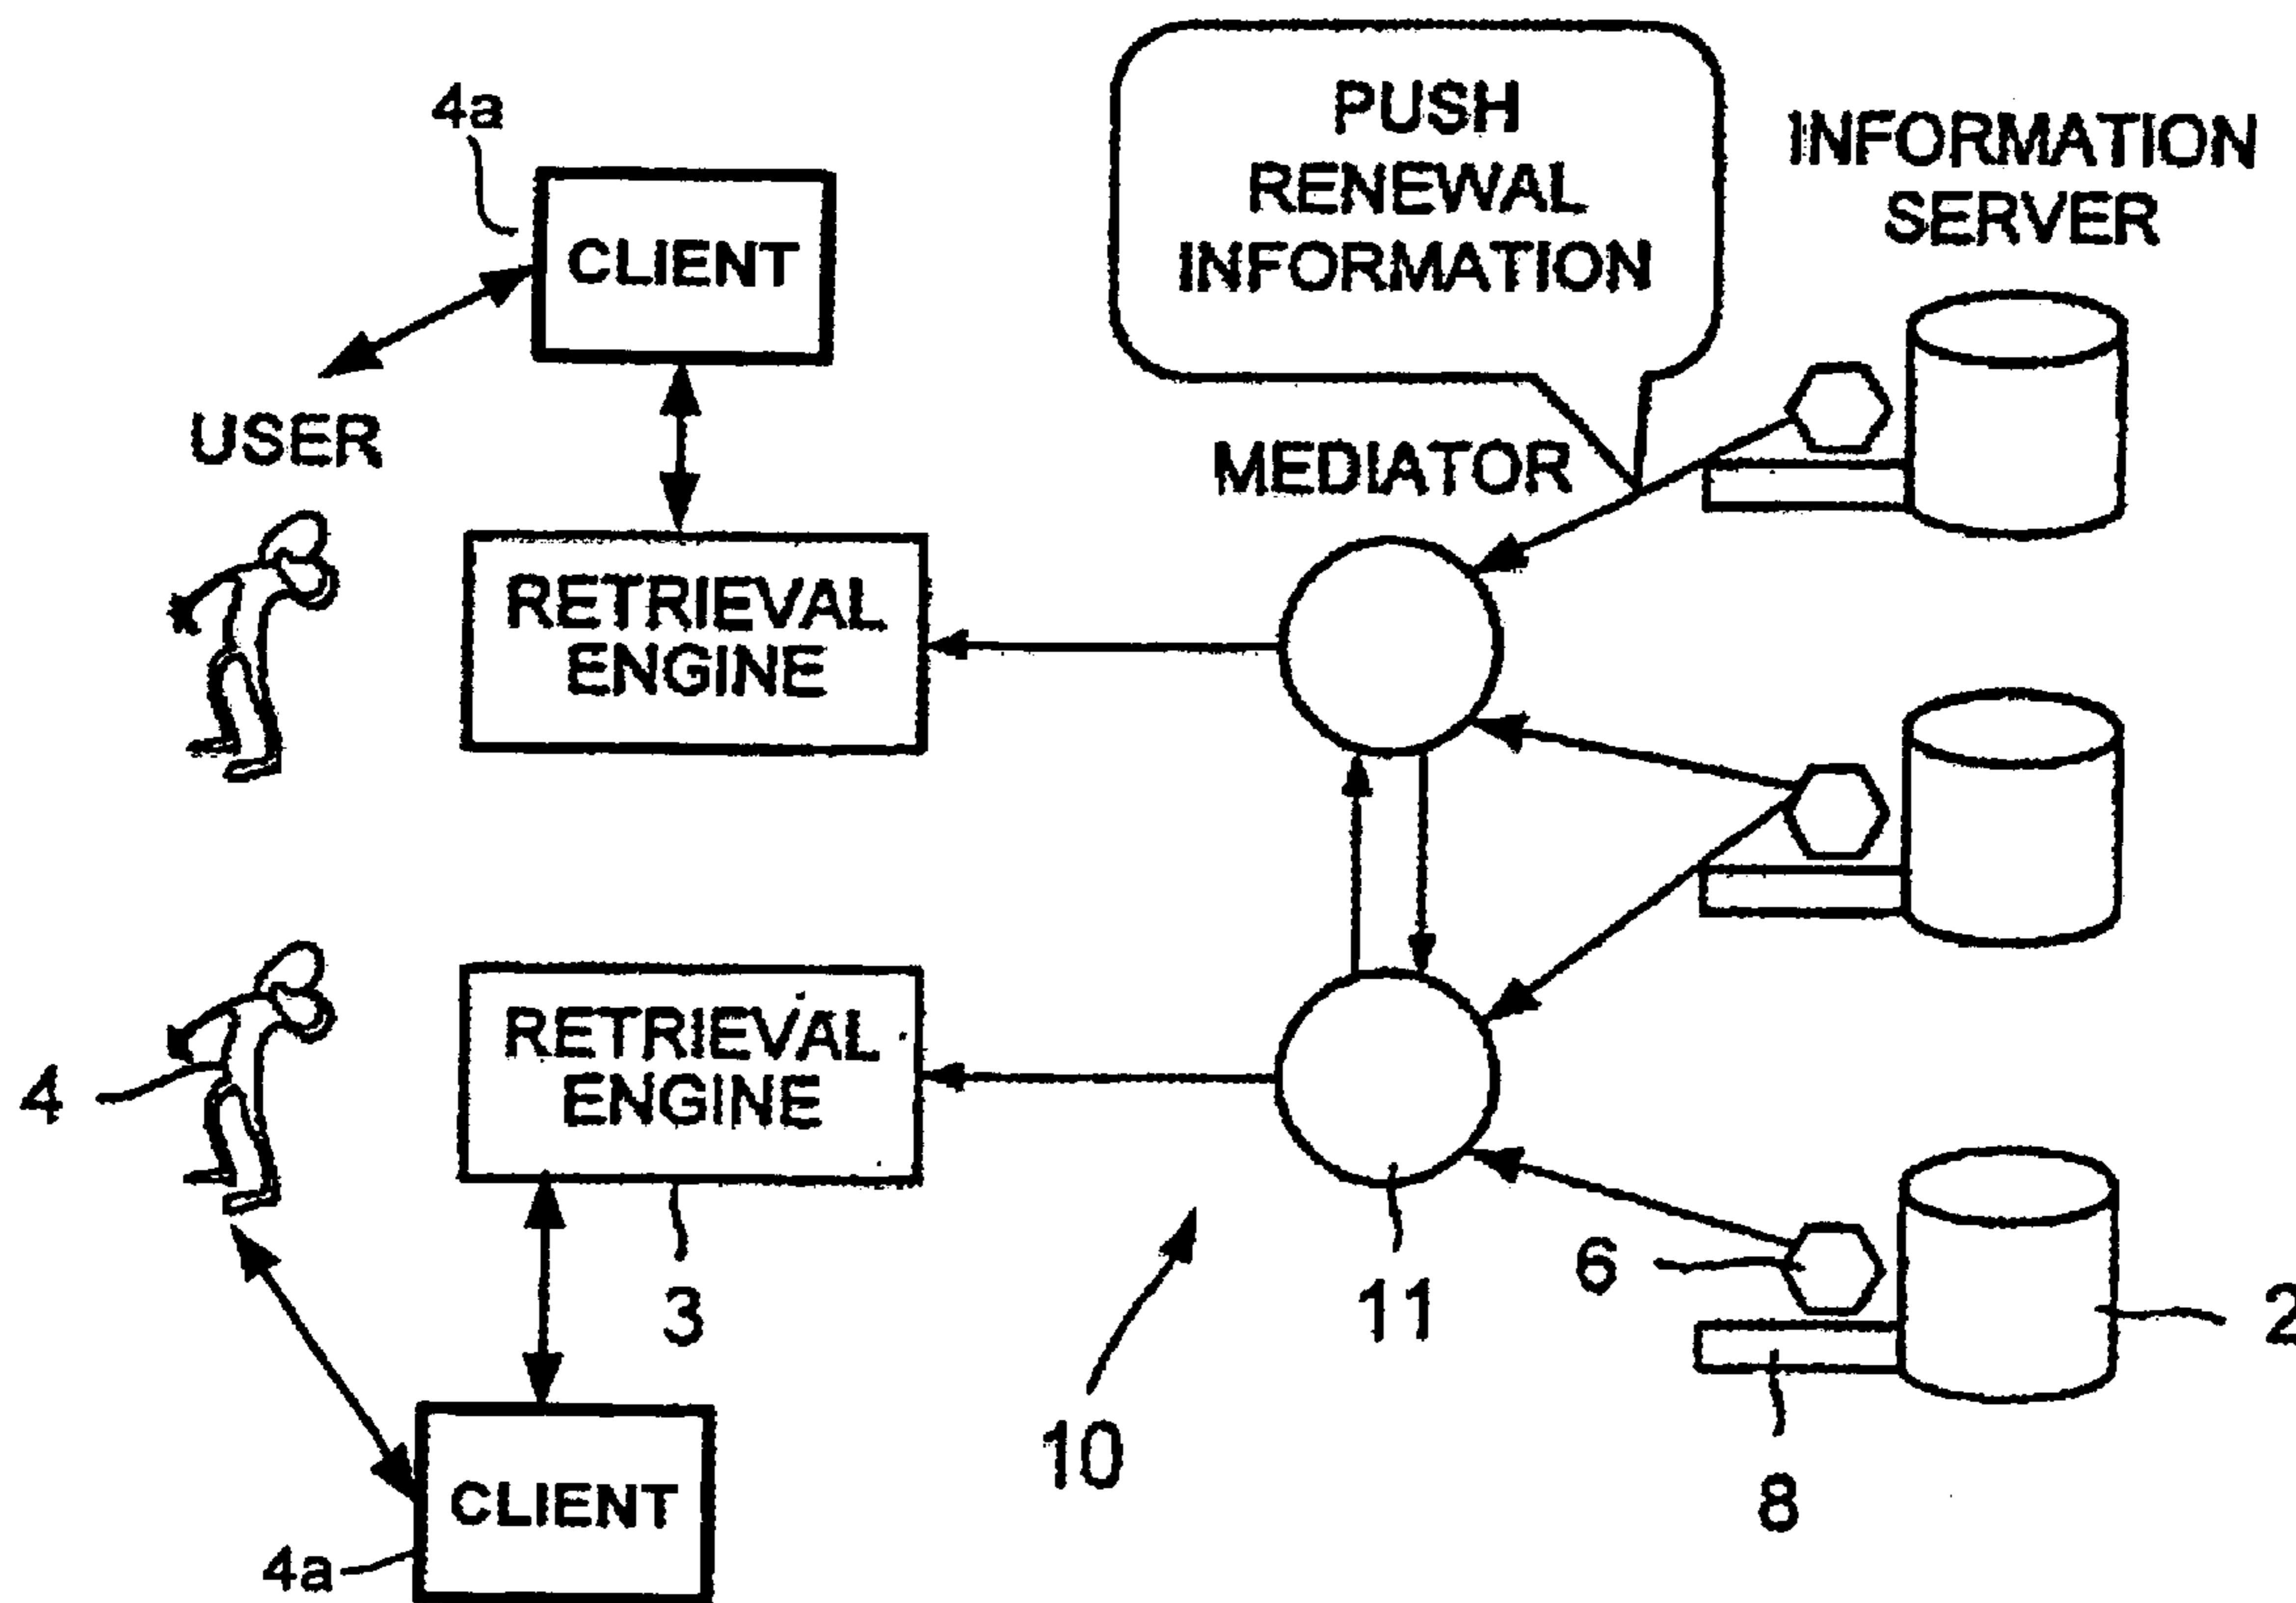 4a
CLIENT
USER
PUSH
RENEWAL
INFORMATION
INFORMATION
SERVER
MEDIATOR
RETRIEVAL
ENGINE
RETRIEVAL
ENGINE
4
3
11
6
2
10
8
CLIENT
4a